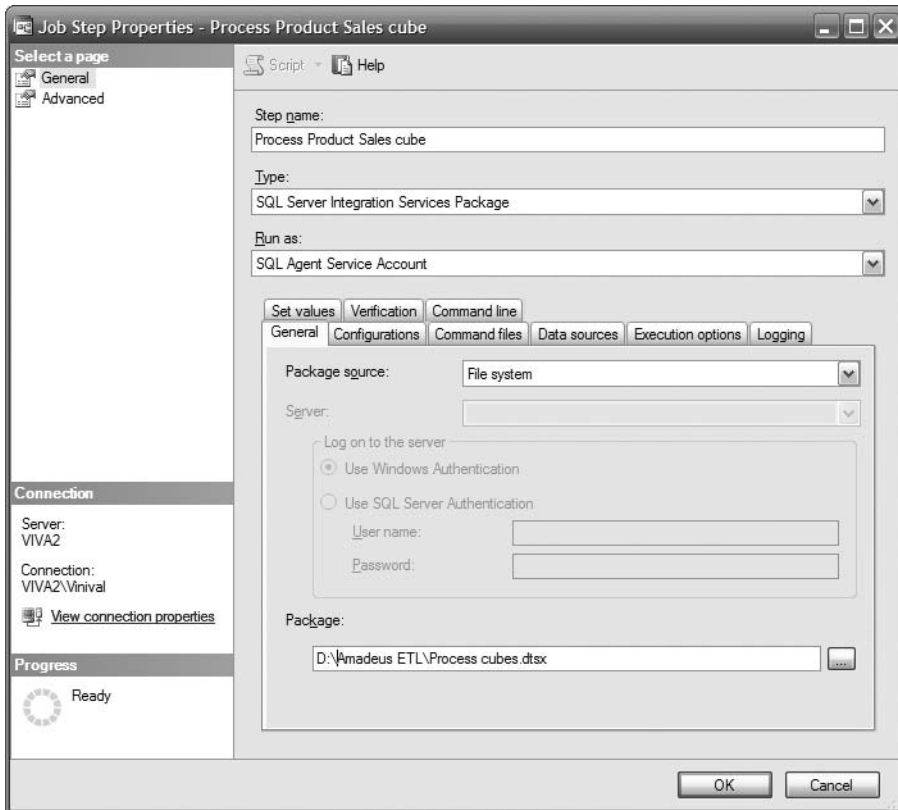 Job Step Properties - Process Product Sales cube
Select a page
General
Advanced
Script
Help
Step name:
Process Product Sales cube
Type:
SQL Server Integration Services Package
Run as:
SQL Agent Service Account
Set values Verification Command line
General Configurations Command files Data sources Execution options Logging
Package source: File system
Server:
Log on to the server
Use Windows Authentication
Use SQL Server Authentication
User name:
Password:
Package:
D:\Amadeus ETL\Process cubes.dtsx
...
Connection
Server:
VIVA2
Connection:
VIVA2\Vinival
View connection properties
Progress
Ready
OK Cancel